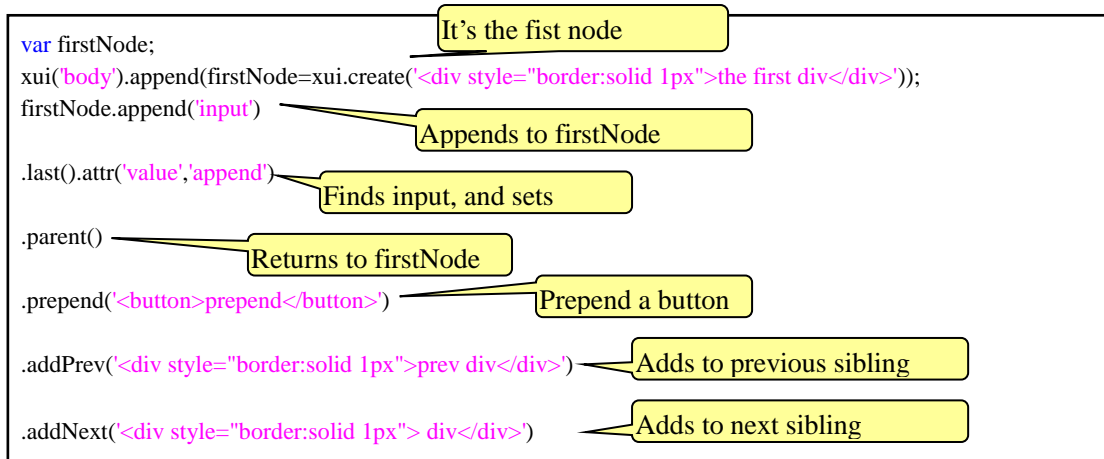 It's the fist node
var firstNode;
xui('body').append(firstNode=xui.create('<div style="border:solid 1px">the first div</div>'));
firstNode.append('input')
Appends to firstNode
.last().attr('value','append')
Finds input, and sets
.parent()
Returns to firstNode
.prepend('<button>prepend</button>')
Prepend a button
.addPrev('<div style="border:solid 1px">prev div</div>')
Adds to previous sibling
.addNext('<div style="border:solid 1px"> div</div>')
Adds to next sibling